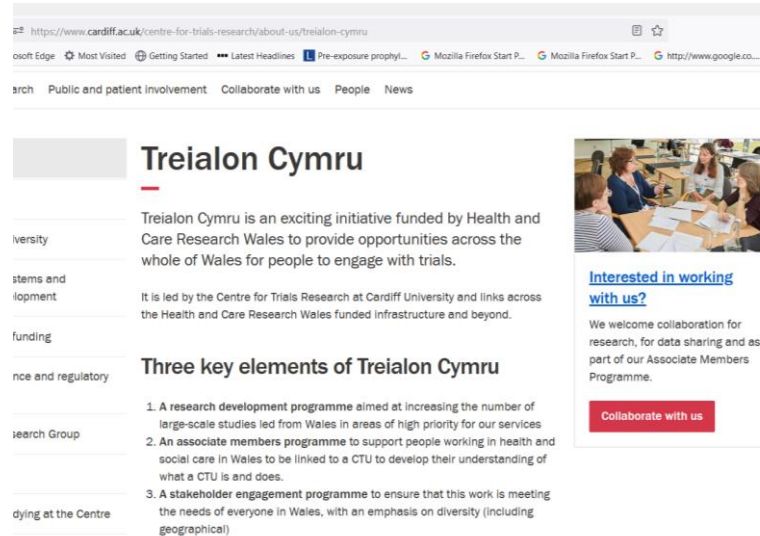 https://www.cardiff.ac.uk/centre-for-trials-research/about-us/treialon-cymru
osoft Edge Most Visited Getting Started Latest Headlines Pre-exposure prophyl... Mozilla Firefox Start P... Mozilla Firefox Start P... http://www.google.co....
arch Public and patient involvement Collaborate with us People News
Treialon Cymru
Treialon Cymru is an exciting initiative funded by Health and
Care Research Wales to provide opportunities across the
whole of Wales for people to engage with trials.
It is led by the Centre for Trials Research at Cardiff University and links across
the Health and Care Research Wales funded infrastructure and beyond.
Three key elements of Treialon Cymru
1. A research development programme aimed at increasing the number of
large-scale studies led from Wales in areas of high priority for our services
2. An associate members programme to support people working in health and
social care in Wales to be linked to a CTU to develop their understanding of
what a CTU is and does.
3. A stakeholder engagement programme to ensure that this work is meeting
the needs of everyone in Wales, with an emphasis on diversity (including
geographical)
iversity
stems and
lopment
funding
nce and regulatory
search Group
dying at the Centre
Interested in working
with us?
We welcome collaboration for
research, for data sharing and as
part of our Associate Members
Programme.
Collaborate with us